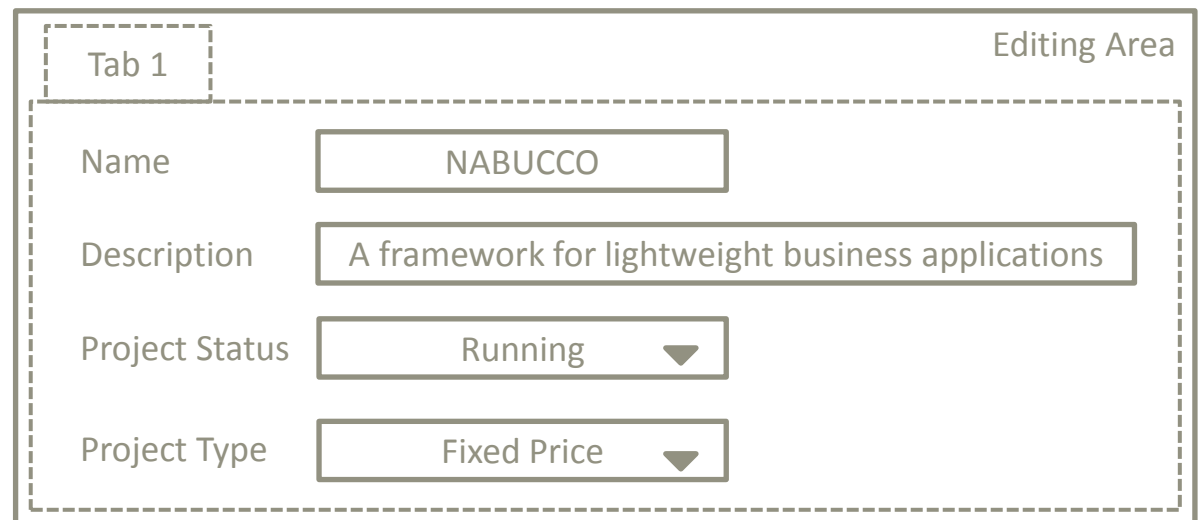 Editing Area
Tab 1
Name
NABUCCO
Description
A framework for lightweight business applications
Project Status
Running
Project Type
Fixed Price